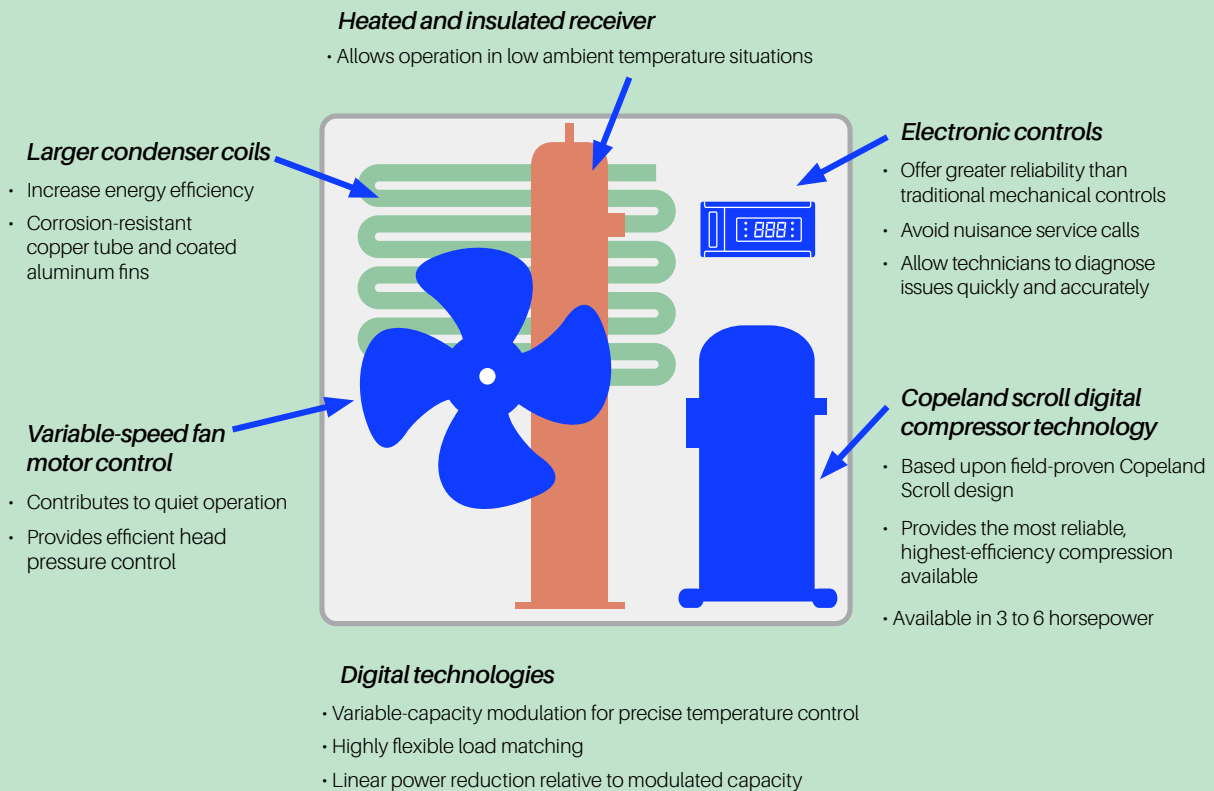 Heated and insulated receiver
• Allows operation in low ambient temperature situations
Larger condenser coils
• Increase energy efficiency
• Corrosion-resistant
copper tube and coated
aluminum fins
Variable-speed fan
motor control
• Contributes to quiet operation
• Provides efficient head
pressure control
888
Electronic controls
• Offer greater reliability than
traditional mechanical controls
• Avoid nuisance service calls
• Allow technicians to diagnose
issues quickly and accurately
Copeland scroll digital
compressor technology
• Based upon field-proven Copeland
Scroll design
• Provides the most reliable,
highest-efficiency compression
available
• Available in 3 to 6 horsepower
Digital technologies
• Variable-capacity modulation for precise temperature control
• Highly flexible load matching
• Linear power reduction relative to modulated capacity